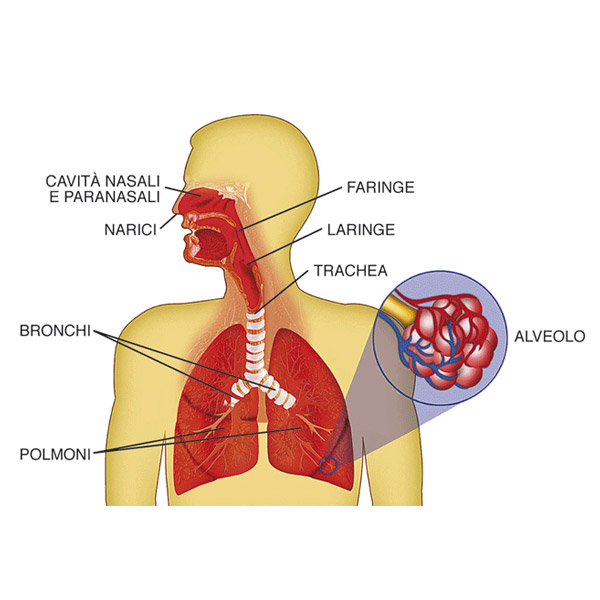 CAVITÀ NASALI
E PARANASALI
NARICI
FARINGE
LARINGE
TRACHEA
BRONCHI
ALVEOLO
POLMONI